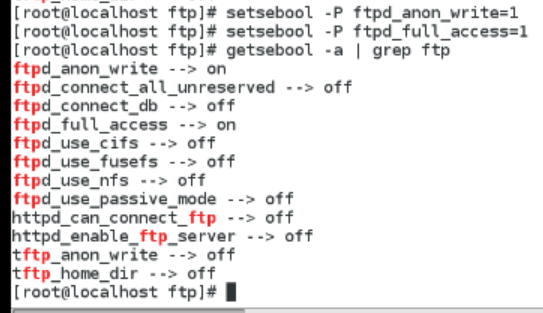 [root@localhost ftp]# setsebool -P ftpd_anon_write=1
[root@localhost ftp]# setsebool -P ftpd_full_access=1
[root@localhost ftp]# getsebool -a | grep ftp
ftpd_anon_write --> on
ftpd_connect_all_unreserved --> off
ftpd_connect_db --> off
ftpd_full_access --> on
ftpd_use_cifs --> off
ftpd_use_fusefs --> off
ftpd_use_nfs --> off
ftpd_use_passive_mode --> off
httpd_can_connect_ftp --> off
httpd_enable_ftp_server --> off
tftp_anon_write --> off
tftp_home_dir --> off
[root@localhost ftp]#